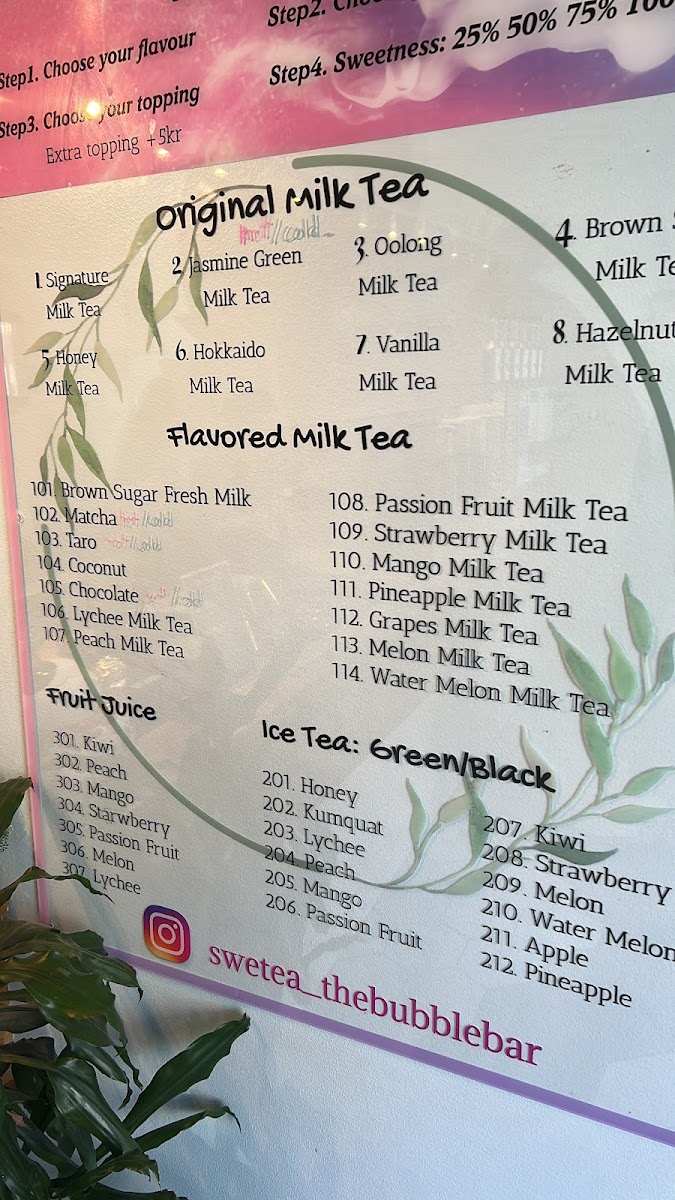 Step1. Choose your flavour
Step2.
Step3. Choose your topping
Extra topping +5kr
Step4. Sweetness: 25% 50% 75%
Original Milk Tea
hot//cold
1. Signature
Milk Tea
2. Jasmine Green
Milk Tea
3. Oolong
Milk Tea
4. Brown
Milk
5. Honey
Milk Tea
6. Hokkaido
Milk Tea
7. Vanilla
Milk Tea
8. Hazelnut
Milk Tea
Flavored Milk Tea
101. Brown Sugar Fresh Milk
102. Matcha hot//cold
103. Taro hot//cold
104. Coconut
105. Chocolate hot//cold
106. Lychee Milk Tea
107. Peach Milk Tea
108. Passion Fruit Milk Tea
109. Strawberry Milk Tea
110. Mango Milk Tea
111. Pineapple Milk Tea
112. Grapes Milk Tea
113. Melon Milk Tea
114. Water Melon Milk Tea
Fruit Juice
301. Kiwi
302. Peach
303. Mango
304. Starwberry
305. Passion Fruit
306. Melon
307. Lychee
Ice Tea: Green/Black
201. Honey
202. Kumquat
203. Lychee
204. Peach
205. Mango
206. Passion Fruit
207. Kiwi
208. Strawberry
209. Melon
210. Water Melon
211. Apple
212. Pineapple
swetea_thebubblebar